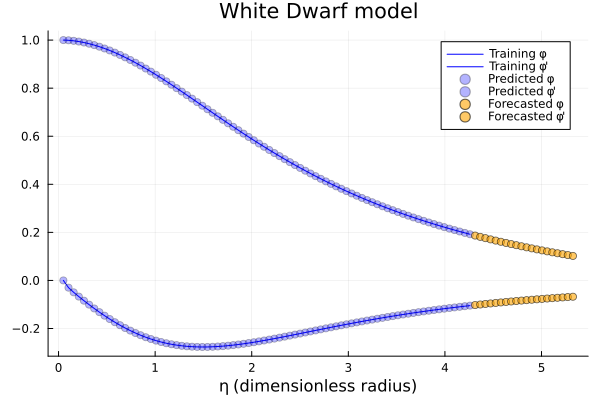 White Dwarf model
Training φ
Training φ'
Predicted φ
Predicted φ'
Forecasted φ
Forecasted φ'
1.0
0.8
0.6
0.4
0.2
0.0
−0.2
0 1 2 3 4 5
η (dimensionless radius)